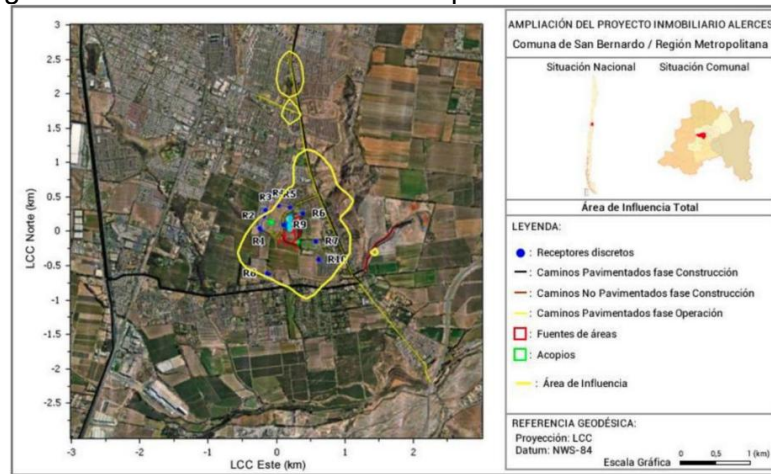 AMPLIACIÓN DEL PROYECTO INMOBILIARIO ALERCES
Comuna de San Bernardo / Región Metropolitana
Situación Nacional
Situación Comunal
Área de Influencia Total
LEYENDA:
: Receptores discretos
: Caminos Pavimentados fase Construcción
: Caminos No Pavimentados fase Construcción
: Caminos Pavimentados fase Operación
: Fuentes de áreas
: Acopios
: Área de Influencia
REFERENCIA GEODÉSICA:
Proyección: LCC
Datum: NWS-84
Escala Gráfica
0 0,5 1 (km)
LCC Norte (km)
3
2.5
2
1.5
1
0.5
0
-0.5
-1
-1.5
-2
-2.5
-3 -2 -1 0 1 2
LCC Este (km)
R3
R2
R6
R9
R1
R7
R10